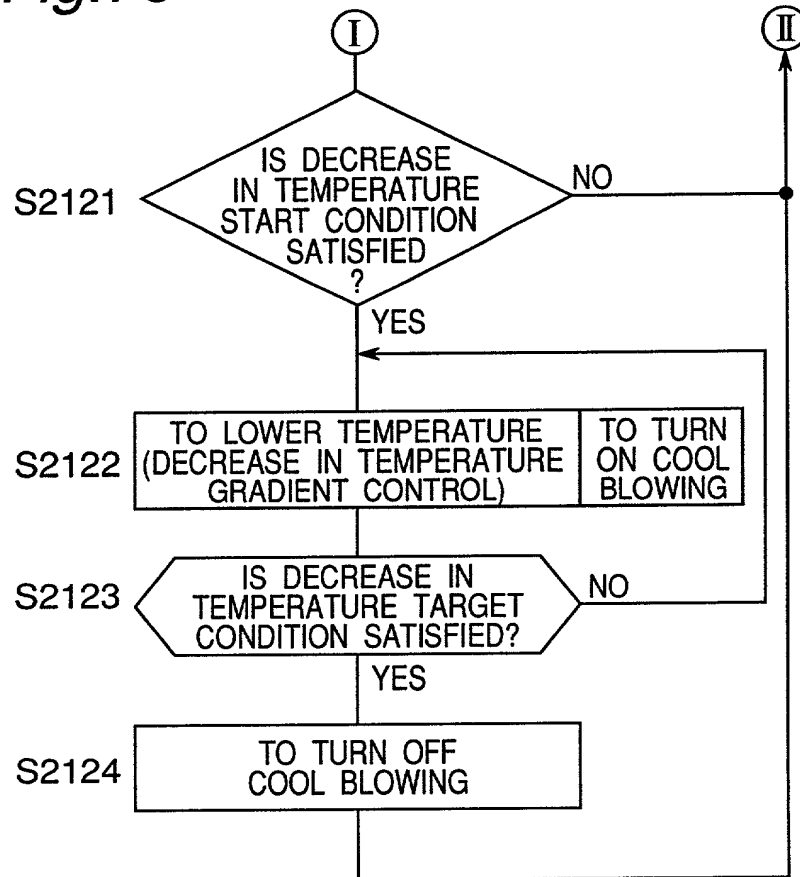 I
II
IS DECREASE
IN TEMPERATURE
START CONDITION
SATISFIED
?
S2121
NO
YES
S2122
TO LOWER TEMPERATURE
(DECREASE IN TEMPERATURE
GRADIENT CONTROL)
TO TURN
ON COOL
BLOWING
S2123
IS DECREASE IN
TEMPERATURE TARGET
CONDITION SATISFIED?
NO
YES
S2124
TO TURN OFF
COOL BLOWING